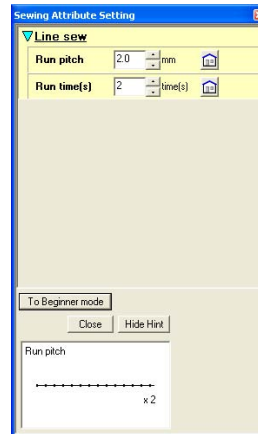 Sewing Attribute Setting
Line sew
Run pitch 2.0 mm
Run time(s) 2 time(s)
To Beginner mode
Close Hide Hint
Run pitch
x 2